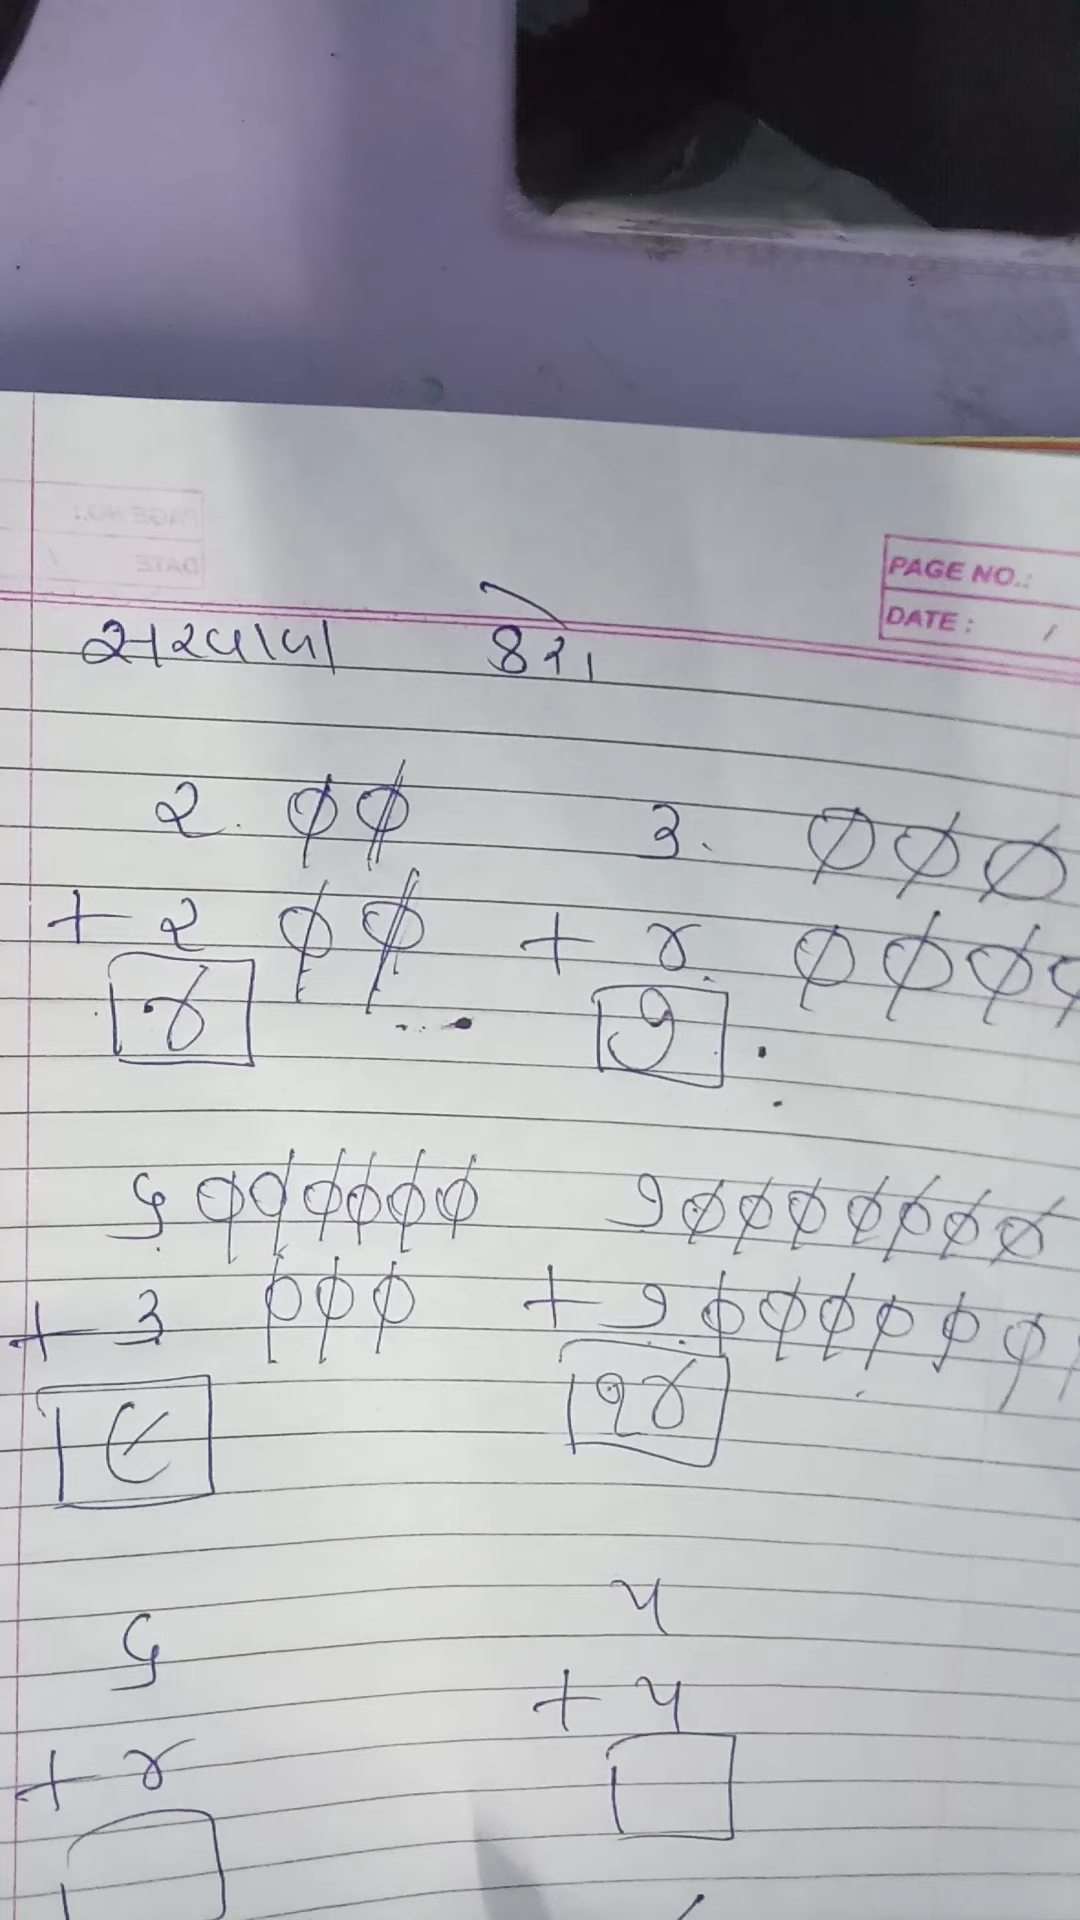 PAGE NO.:
DATE : /
સરવાળા કરો
૨ ૩
+ ૨ + ૪
૪ ૭
૬ ૭
+ ૩ + ૭
૯ ૧૪
૬ ૫
+ ૪ + ૫